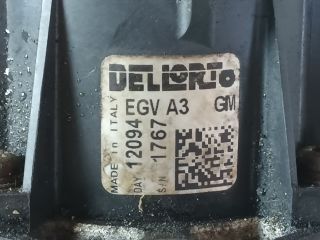 DELLORTO
EGV A3 GM
MADE in ITALY
DAY 12094
S/N 1767